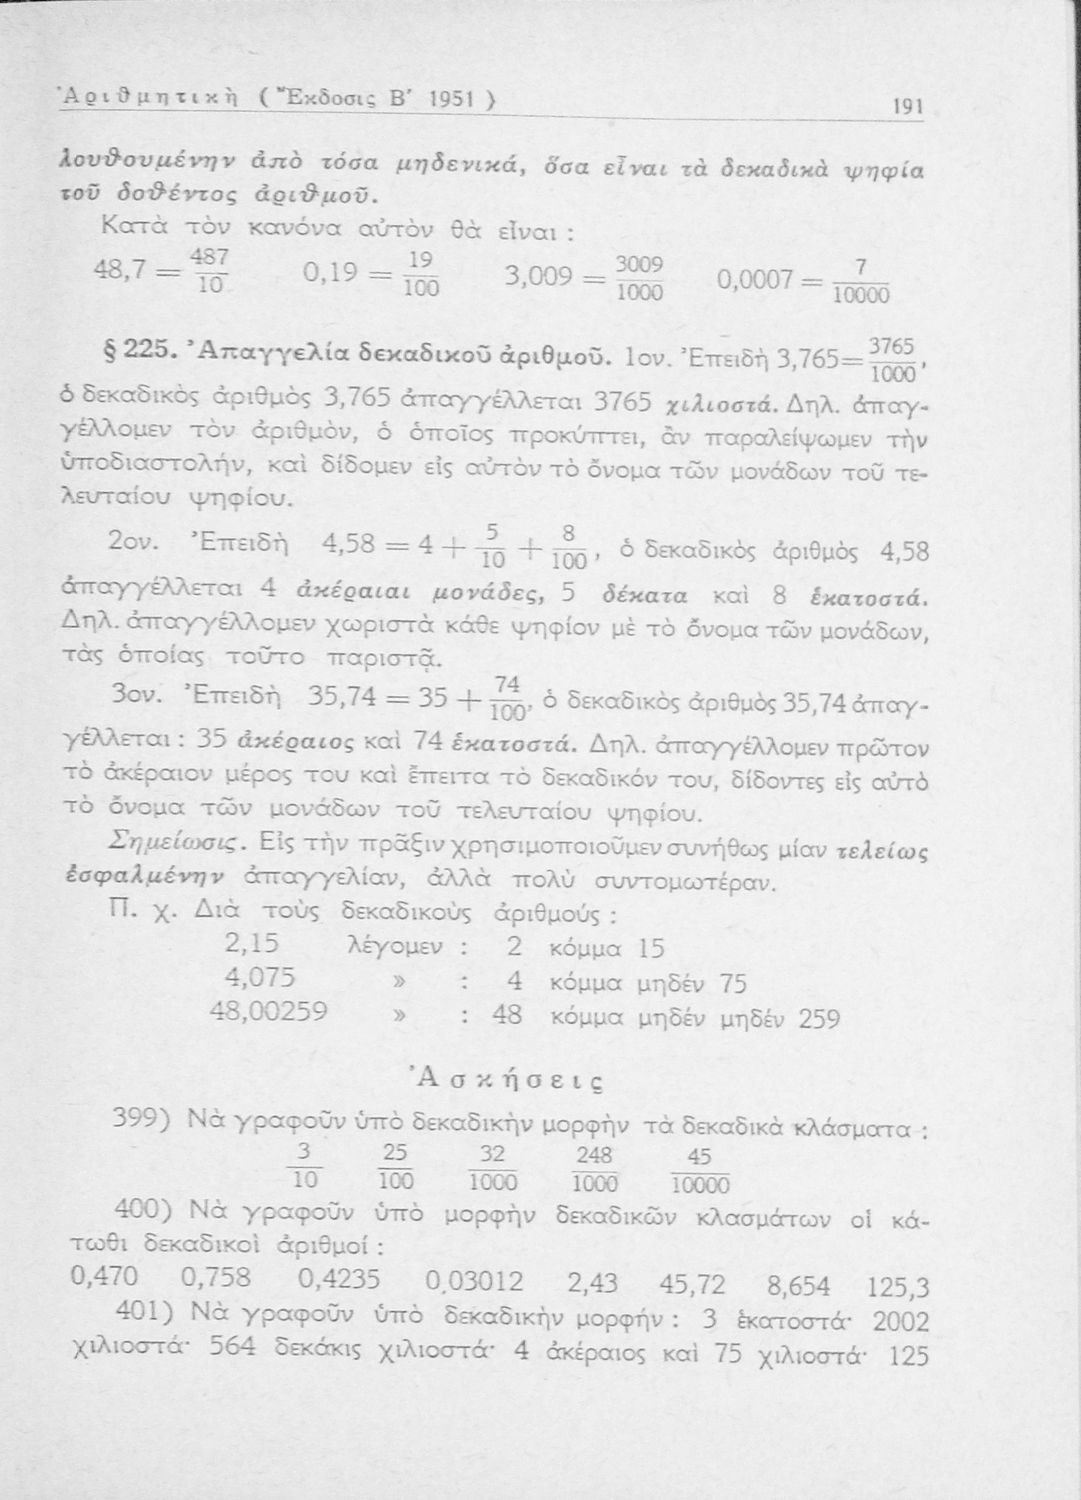 Ἀριθμητικὴ (Ἔκδοσις Β′ 1951) 191
λουθουμένην ἀπὸ τόσα μηδενικά, ὅσα εἶναι τὰ δεκαδικὰ ψηφία
τοῦ δοθέντος ἀριθμοῦ.
Κατὰ τὸν κανόνα αὐτὸν θὰ εἶναι :
48,7 = 487/10 0,19 = 19/100 3,009 = 3009/1000 0,0007 = 7/10000
§ 225. Ἀπαγγελία δεκαδικοῦ ἀριθμοῦ. 1ον. Ἐπειδὴ 3,765 = 3765/1000,
ὁ δεκαδικὸς ἀριθμὸς 3,765 ἀπαγγέλλεται 3765 χιλιοστά. Δηλ. ἀπαγ-
γέλλομεν τὸν ἀριθμὸν, ὁ ὁποῖος προκύπτει, ἂν παραλείψωμεν τὴν
ὑποδιαστολήν, καὶ δίδομεν εἰς αὐτὸν τὸ ὄνομα τῶν μονάδων τοῦ τε-
λευταίου ψηφίου.
2ον. Ἐπειδὴ 4,58 = 4 + 5/10 + 8/100, ὁ δεκαδικὸς ἀριθμὸς 4,58
ἀπαγγέλλεται 4 ἀκέραιαι μονάδες, 5 δέκατα καὶ 8 ἑκατοστά.
Δηλ. ἀπαγγέλλομεν χωριστὰ κάθε ψηφίον μὲ τὸ ὄνομα τῶν μονάδων,
τὰς ὁποίας τοῦτο παριστᾷ.
3ον. Ἐπειδὴ 35,74 = 35 + 74/100, ὁ δεκαδικὸς ἀριθμὸς 35,74 ἀπαγ-
γέλλεται : 35 ἀκέραιος καὶ 74 ἑκατοστά. Δηλ. ἀπαγγέλλομεν πρῶτον
τὸ ἀκέραιον μέρος του καὶ ἔπειτα τὸ δεκαδικόν του, δίδοντες εἰς αὐτὸ
τὸ ὄνομα τῶν μονάδων τοῦ τελευταίου ψηφίου.
Σημείωσις. Εἰς τὴν πρᾶξιν χρησιμοποιοῦμεν συνήθως μίαν τελείως
ἐσφαλμένην ἀπαγγελίαν, ἀλλὰ πολὺ συντομωτέραν.
Π. χ. Διὰ τοὺς δεκαδικοὺς ἀριθμούς :
2,15 λέγομεν : 2 κόμμα 15
4,075 » : 4 κόμμα μηδέν 75
48,00259 » : 48 κόμμα μηδέν μηδέν 259
Ἀσκήσεις
399) Νὰ γραφοῦν ὑπὸ δεκαδικὴν μορφὴν τὰ δεκαδικὰ κλάσματα :
3/10 25/100 32/1000 248/1000 45/10000
400) Νὰ γραφοῦν ὑπὸ μορφὴν δεκαδικῶν κλασμάτων οἱ κά-
τωθι δεκαδικοὶ ἀριθμοί :
0,470 0,758 0,4235 0,03012 2,43 45,72 8,654 125,3
401) Νὰ γραφοῦν ὑπὸ δεκαδικὴν μορφήν : 3 ἑκατοστά· 2002
χιλιοστά· 564 δεκάκις χιλιοστά· 4 ἀκέραιος καὶ 75 χιλιοστά· 125